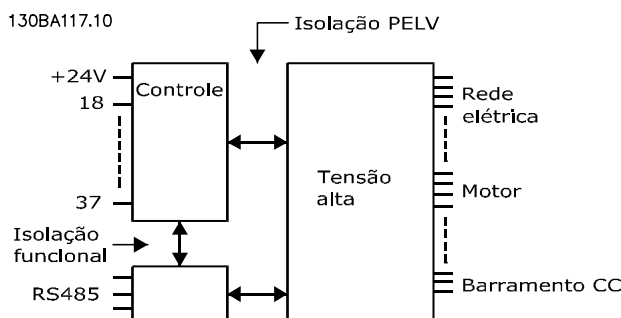 130BA117.10
Isolação PELV
+24V
Controle
18
37
Tensão
alta
Rede
elétrica
Motor
Isolação
funcional
RS485
Barramento CC